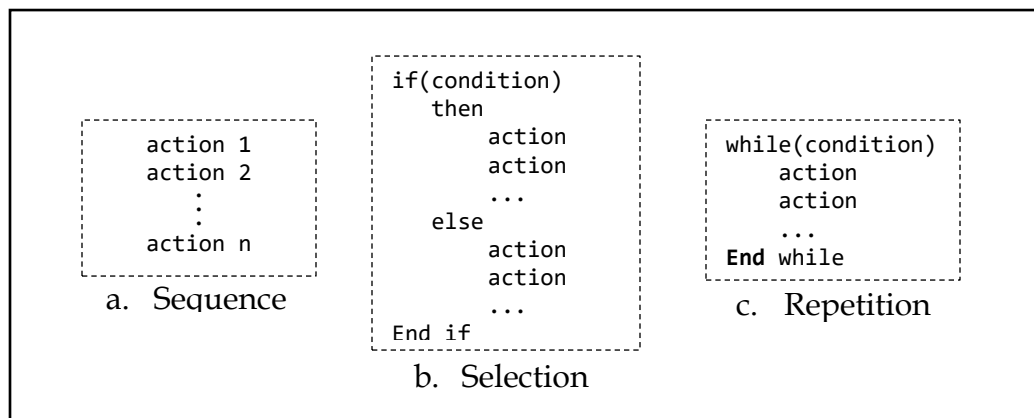 action 1
action 2
.
.
.
action n
a. Sequence
if(condition)
then
action
action
...
else
action
action
...
End if
b. Selection
while(condition)
action
action
...
End while
c. Repetition